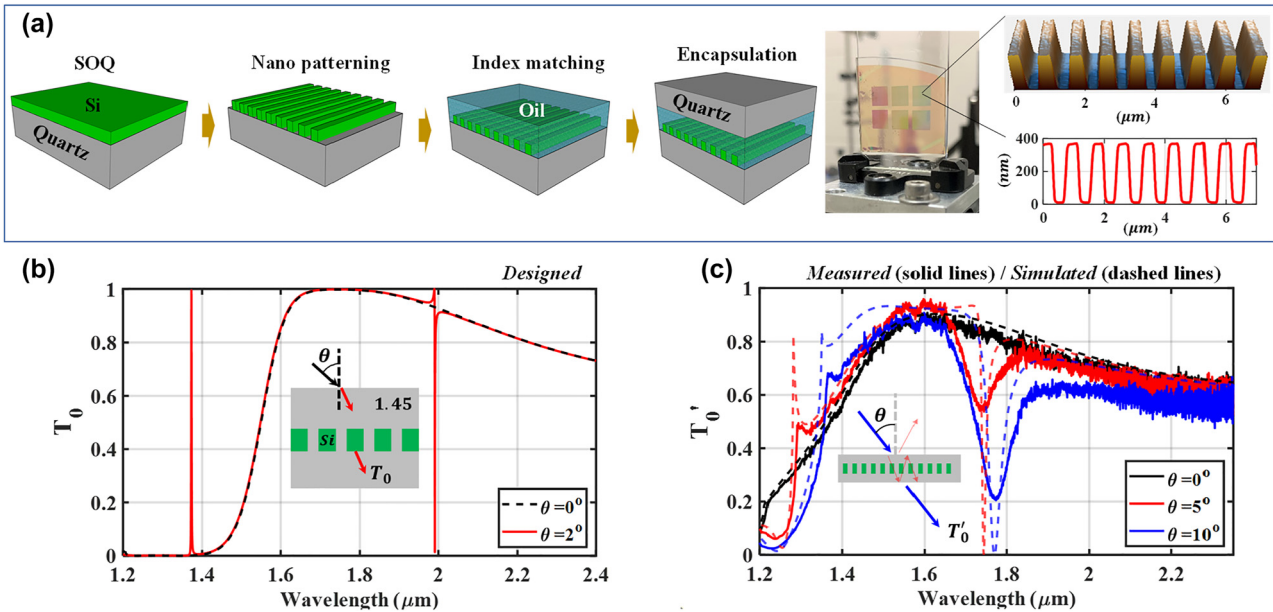 (a)
SOQ
Nano patterning
Index matching
Encapsulation
Si
Quartz
Oil
Quartz
0 2 4 6
(μm)
400
200
0
(nm)
0 2 4 6
(μm)
(b)
Designed
1
0.8
0.6
0.4
0.2
0
T₀
θ
1.45
Si
T₀
θ=0°
θ=2°
1.2 1.4 1.6 1.8 2 2.2 2.4
Wavelength (μm)
(c)
Measured (solid lines) / Simulated (dashed lines)
1
0.8
0.6
0.4
0.2
0
T₀'
θ
T₀'
θ=0°
θ=5°
θ=10°
1.2 1.4 1.6 1.8 2 2.2
Wavelength (μm)